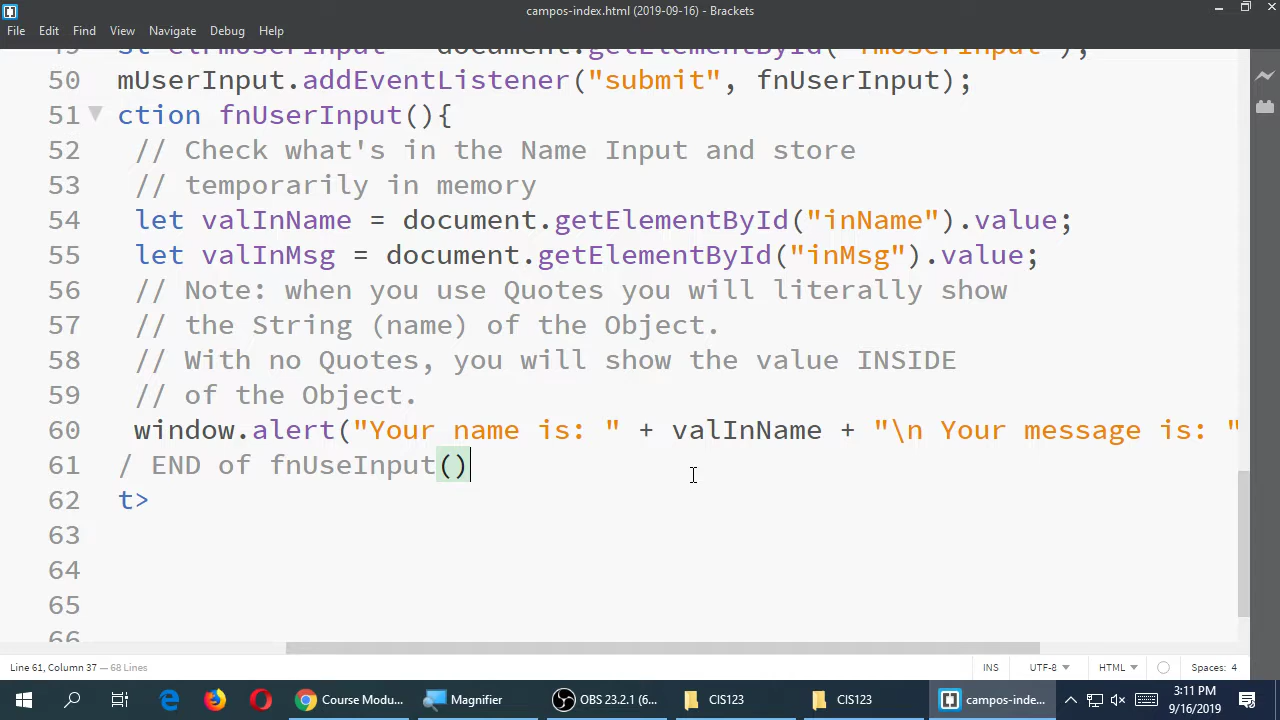 campos-index.html (2019-09-16) - Brackets
File Edit Find View Navigate Debug Help
document.getElementById(
50 mUserInput.addEventListener("submit", fnUserInput);
51 ction fnUserInput(){
52 // Check what's in the Name Input and store
53 // temporarily in memory
54 let valInName = document.getElementById("inName").value;
55 let valInMsg = document.getElementById("inMsg").value;
56 // Note: when you use Quotes you will literally show
57 // the String (name) of the Object.
58 // With no Quotes, you will show the value INSIDE
59 // of the Object.
60 window.alert("Your name is: " + valInName + "\n Your message is: "
61 / END of fnUseInput()
62 t>
63
64
65
66
Line 61, Column 37 — 68 Lines INS UTF-8 HTML Spaces: 4
Course Modu... Magnifier OBS 23.2.1 (6... CIS123 CIS123 campos-inde... 3:11 PM
9/16/2019